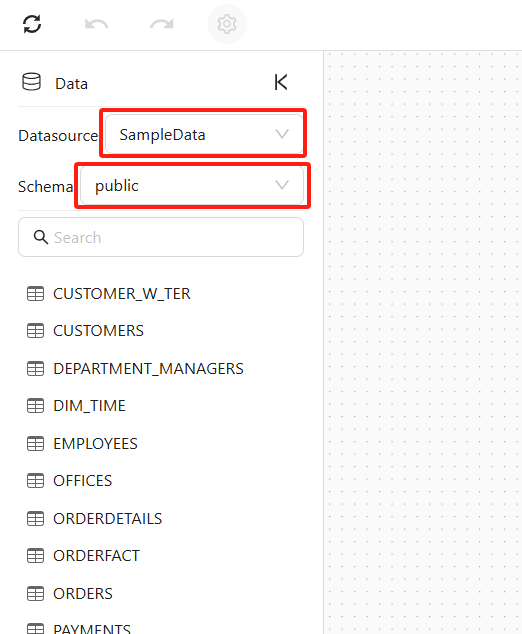 Data
Datasource SampleData
Schema public
Search
CUSTOMER_W_TER
CUSTOMERS
DEPARTMENT_MANAGERS
DIM_TIME
EMPLOYEES
OFFICES
ORDERDETAILS
ORDERFACT
ORDERS
PAYMENTS